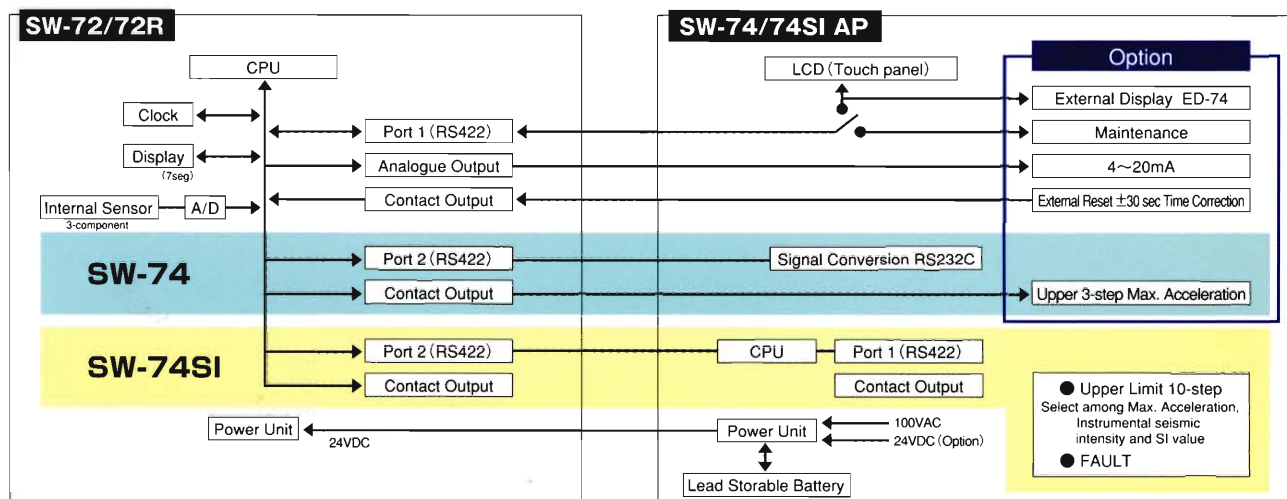 SW-72/72R
SW-74/74SI AP
Option
CPU
LCD (Touch panel)
Clock
External Display ED-74
Port 1 (RS422)
Maintenance
Display
(7seg)
Analogue Output
4~20mA
Internal Sensor
3-component
A/D
Contact Output
External Reset ±30 sec Time Correction
SW-74
Port 2 (RS422)
Signal Conversion RS232C
Contact Output
Upper 3-step Max. Acceleration
SW-74SI
Port 2 (RS422)
CPU
Port 1 (RS422)
Contact Output
Contact Output
● Upper Limit 10-step
Select among Max. Acceleration,
Instrumental seismic
intensity and SI value
● FAULT
Power Unit
24VDC
Power Unit
100VAC
24VDC (Option)
Lead Storable Battery